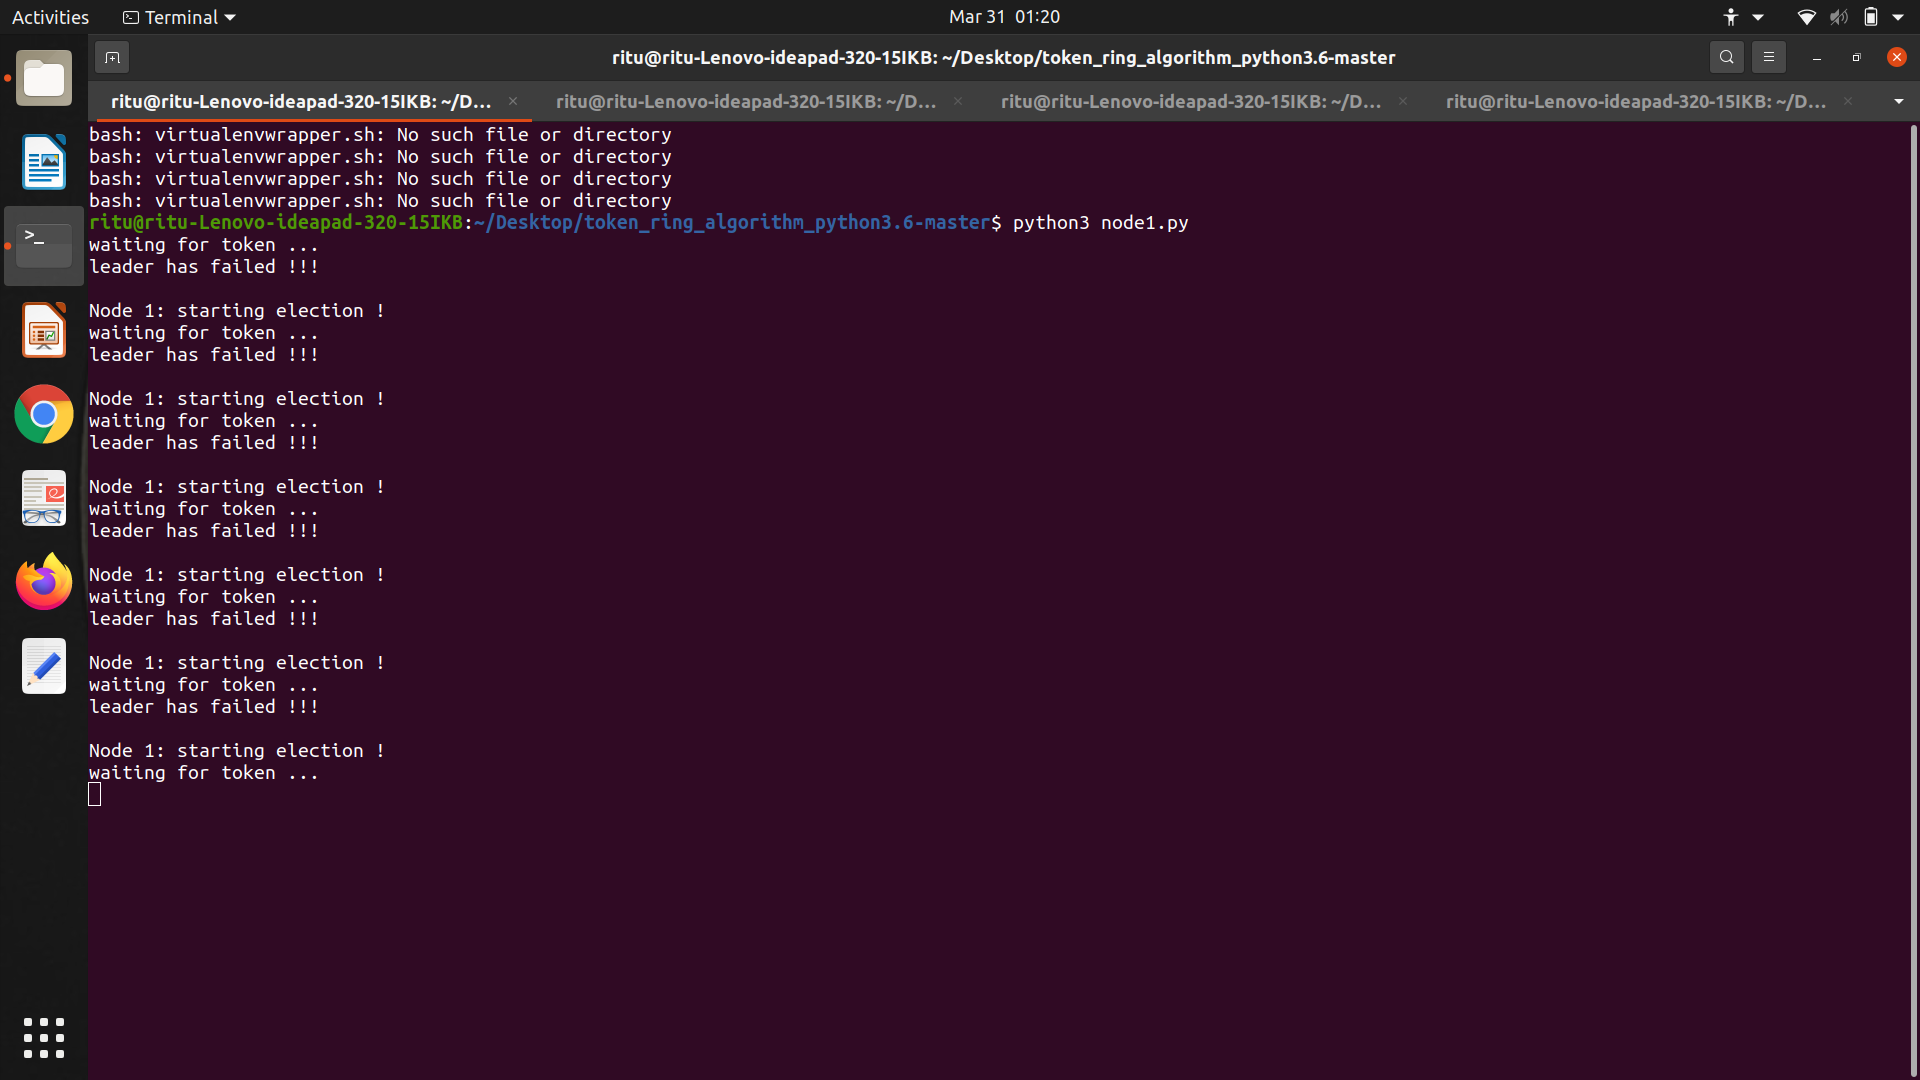 Activities
Terminal
Mar 31 01:20
ritu@ritu-Lenovo-ideapad-320-15IKB: ~/Desktop/token_ring_algorithm_python3.6-master
ritu@ritu-Lenovo-ideapad-320-15IKB: ~/D...
ritu@ritu-Lenovo-ideapad-320-15IKB: ~/D...
ritu@ritu-Lenovo-ideapad-320-15IKB: ~/D...
ritu@ritu-Lenovo-ideapad-320-15IKB: ~/D...
bash: virtualenvwrapper.sh: No such file or directory
bash: virtualenvwrapper.sh: No such file or directory
bash: virtualenvwrapper.sh: No such file or directory
bash: virtualenvwrapper.sh: No such file or directory
ritu@ritu-Lenovo-ideapad-320-15IKB:~/Desktop/token_ring_algorithm_python3.6-master$ python3 node1.py
waiting for token ...
leader has failed !!!
Node 1: starting election !
waiting for token ...
leader has failed !!!
Node 1: starting election !
waiting for token ...
leader has failed !!!
Node 1: starting election !
waiting for token ...
leader has failed !!!
Node 1: starting election !
waiting for token ...
leader has failed !!!
Node 1: starting election !
waiting for token ...
leader has failed !!!
Node 1: starting election !
waiting for token ...